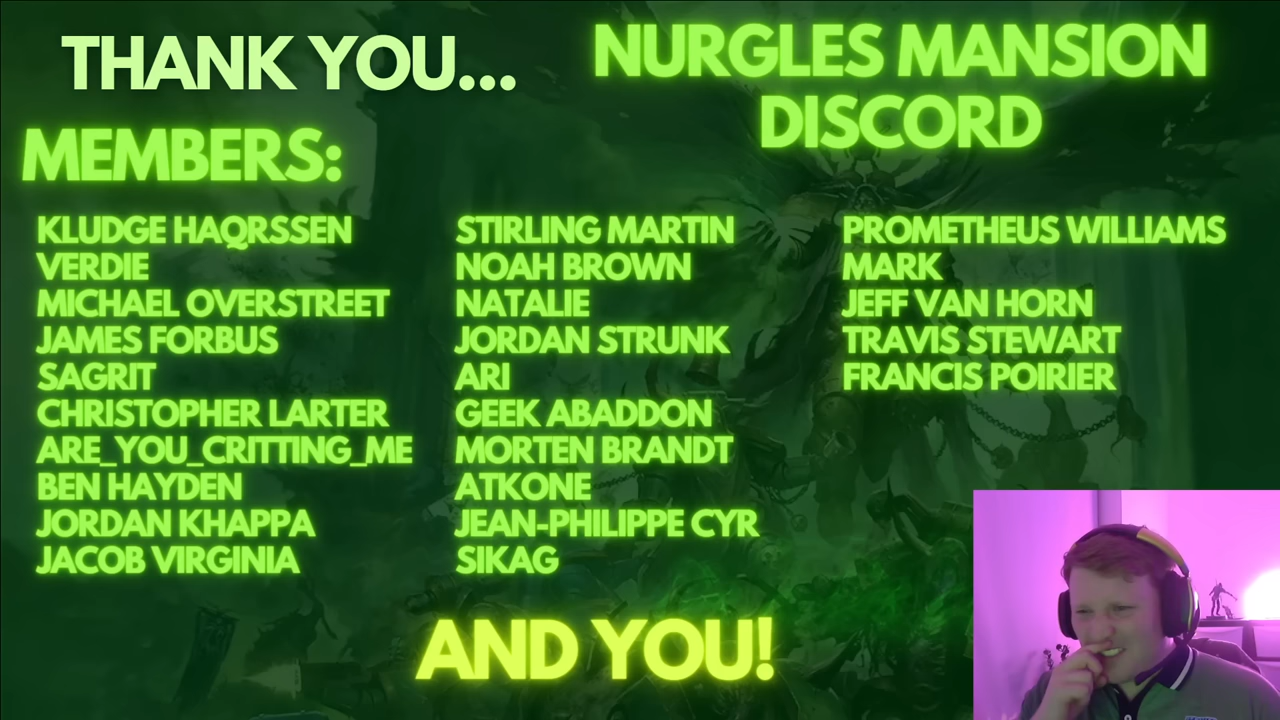 THANK YOU...
NURGLES MANSION
DISCORD
MEMBERS:
KLUDGE HAQRSSEN
VERDIE
MICHAEL OVERSTREET
JAMES FORBUS
SAGRIT
CHRISTOPHER LARTER
ARE_YOU_CRITTING_ME
BEN HAYDEN
JORDAN KHAPPA
JACOB VIRGINIA
STIRLING MARTIN
NOAH BROWN
NATALIE
JORDAN STRUNK
ARI
GEEK ABADDON
MORTEN BRANDT
ATKONE
JEAN-PHILIPPE CYR
SIKAG
PROMETHEUS WILLIAMS
MARK
JEFF VAN HORN
TRAVIS STEWART
FRANCIS POIRIER
AND YOU!